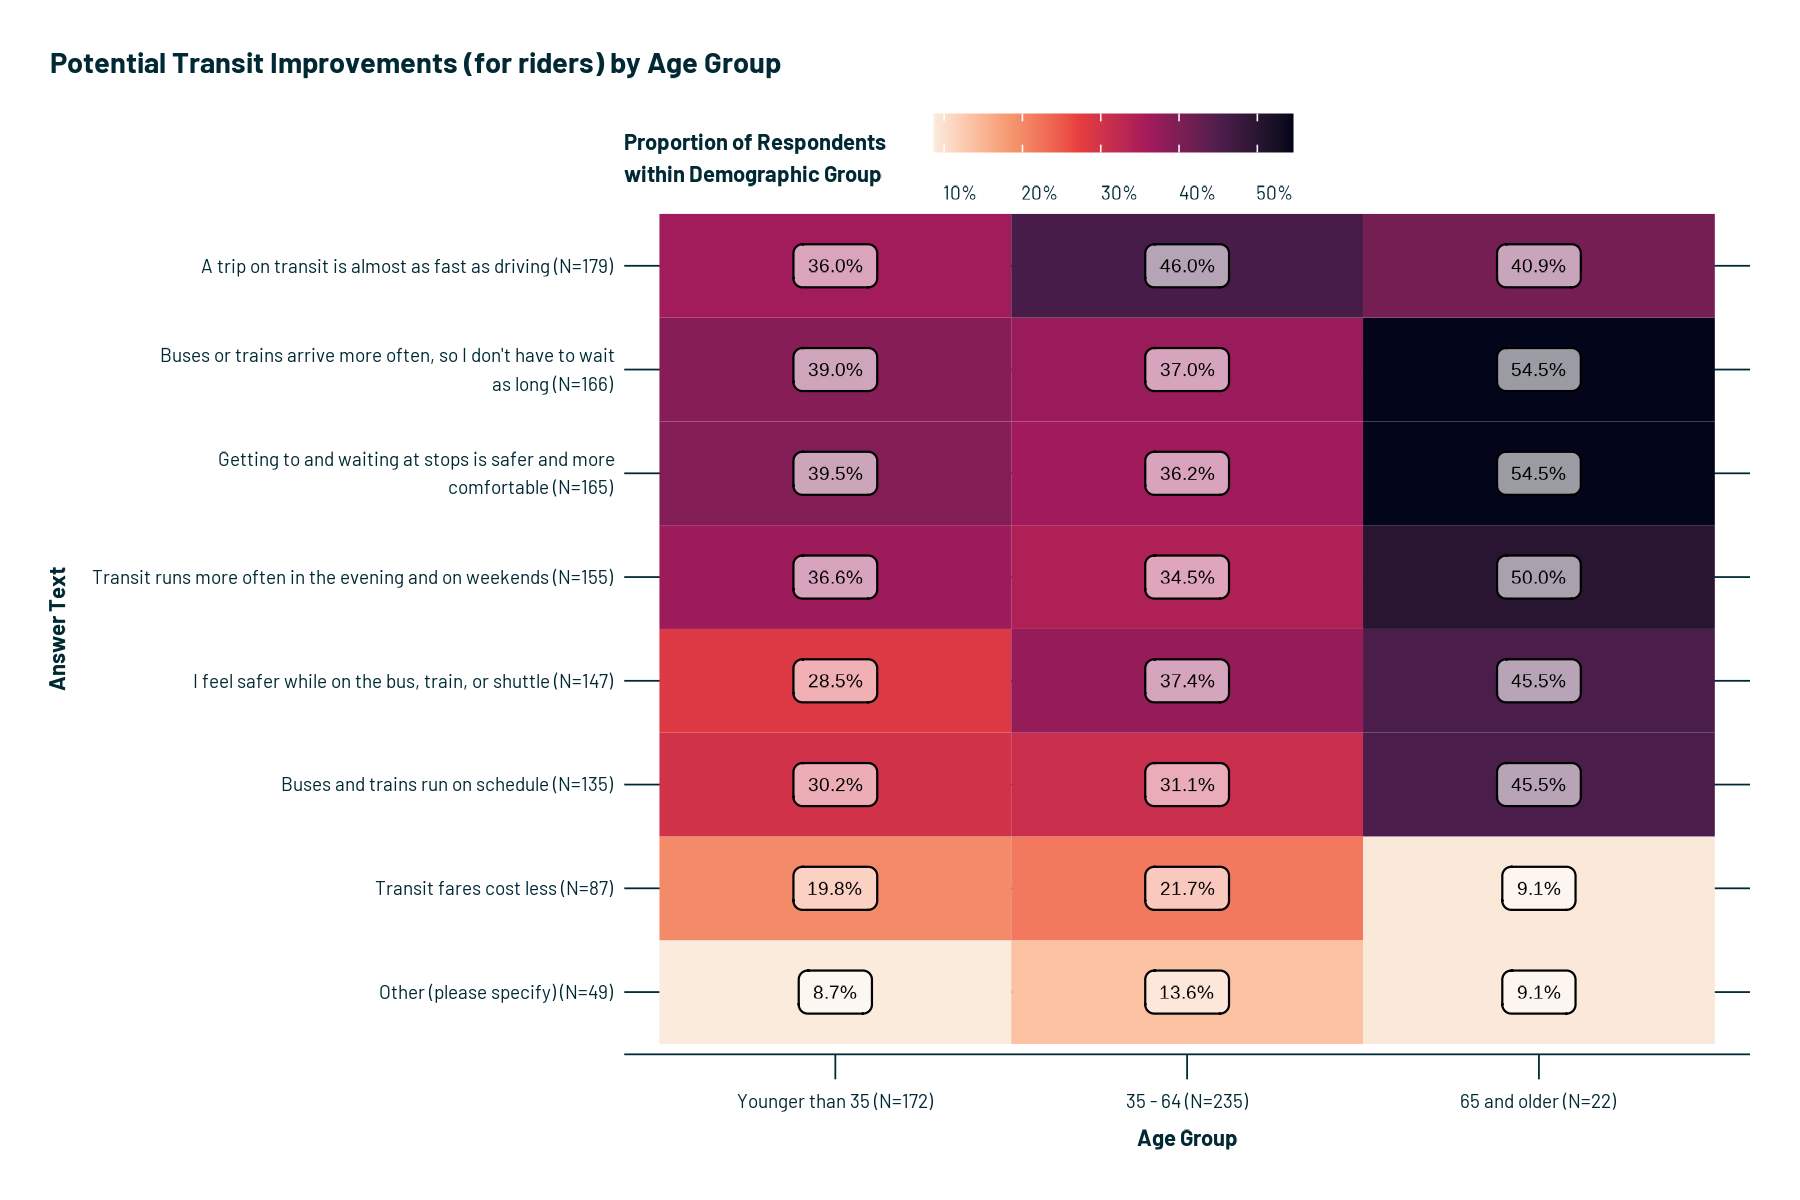 Potential Transit Improvements (for riders) by Age Group
Proportion of Respondents
within Demographic Group
10% 20% 30% 40% 50%
A trip on transit is almost as fast as driving (N=179) 36.0% 46.0% 40.9%
Buses or trains arrive more often, so I don't have to wait
as long (N=166) 39.0% 37.0% 54.5%
Getting to and waiting at stops is safer and more
comfortable (N=165) 39.5% 36.2% 54.5%
Transit runs more often in the evening and on weekends (N=155) 36.6% 34.5% 50.0%
I feel safer while on the bus, train, or shuttle (N=147) 28.5% 37.4% 45.5%
Buses and trains run on schedule (N=135) 30.2% 31.1% 45.5%
Transit fares cost less (N=87) 19.8% 21.7% 9.1%
Other (please specify) (N=49) 8.7% 13.6% 9.1%
Answer Text
Younger than 35 (N=172) 35 - 64 (N=235) 65 and older (N=22)
Age Group